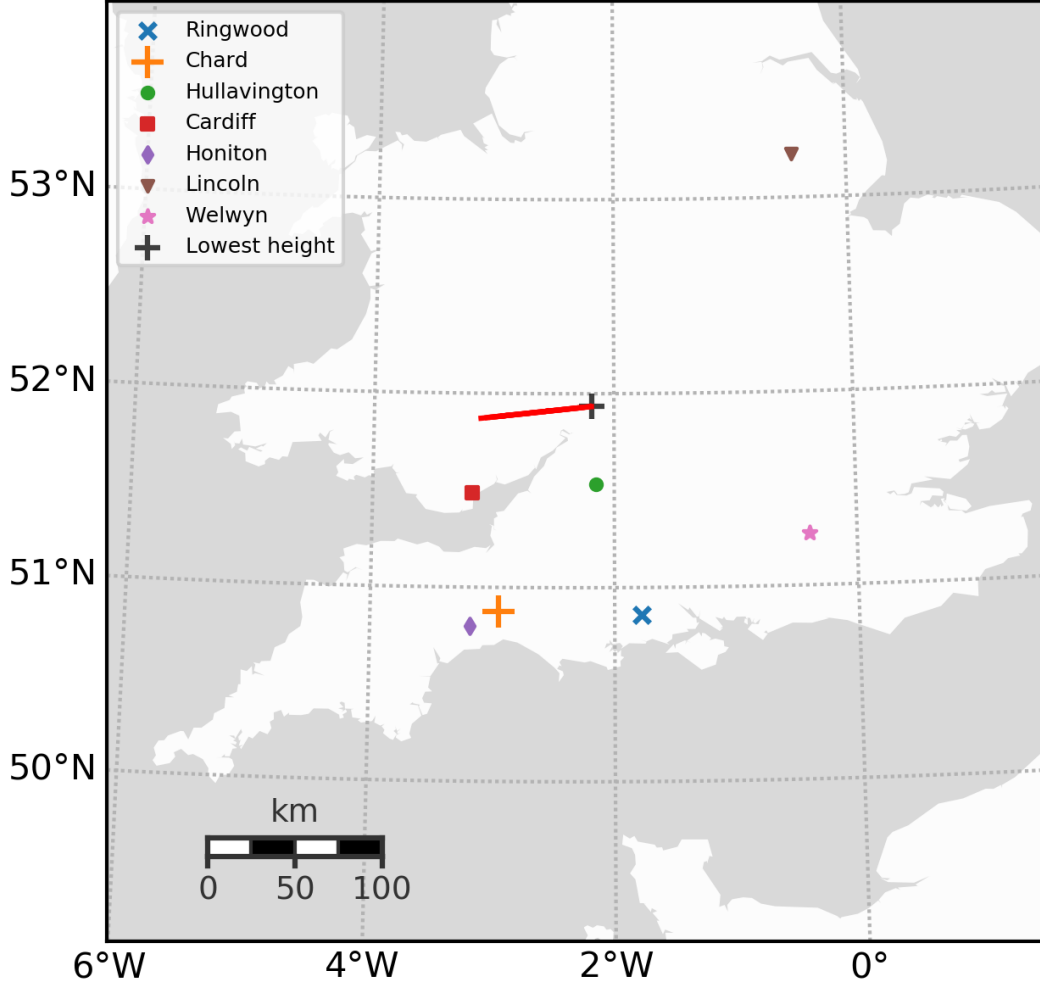 Ringwood
Chard
Hullavington
Cardiff
Honiton
Lincoln
Welwyn
Lowest height
53°N
52°N
51°N
50°N
km
0 50 100
6°W 4°W 2°W 0°